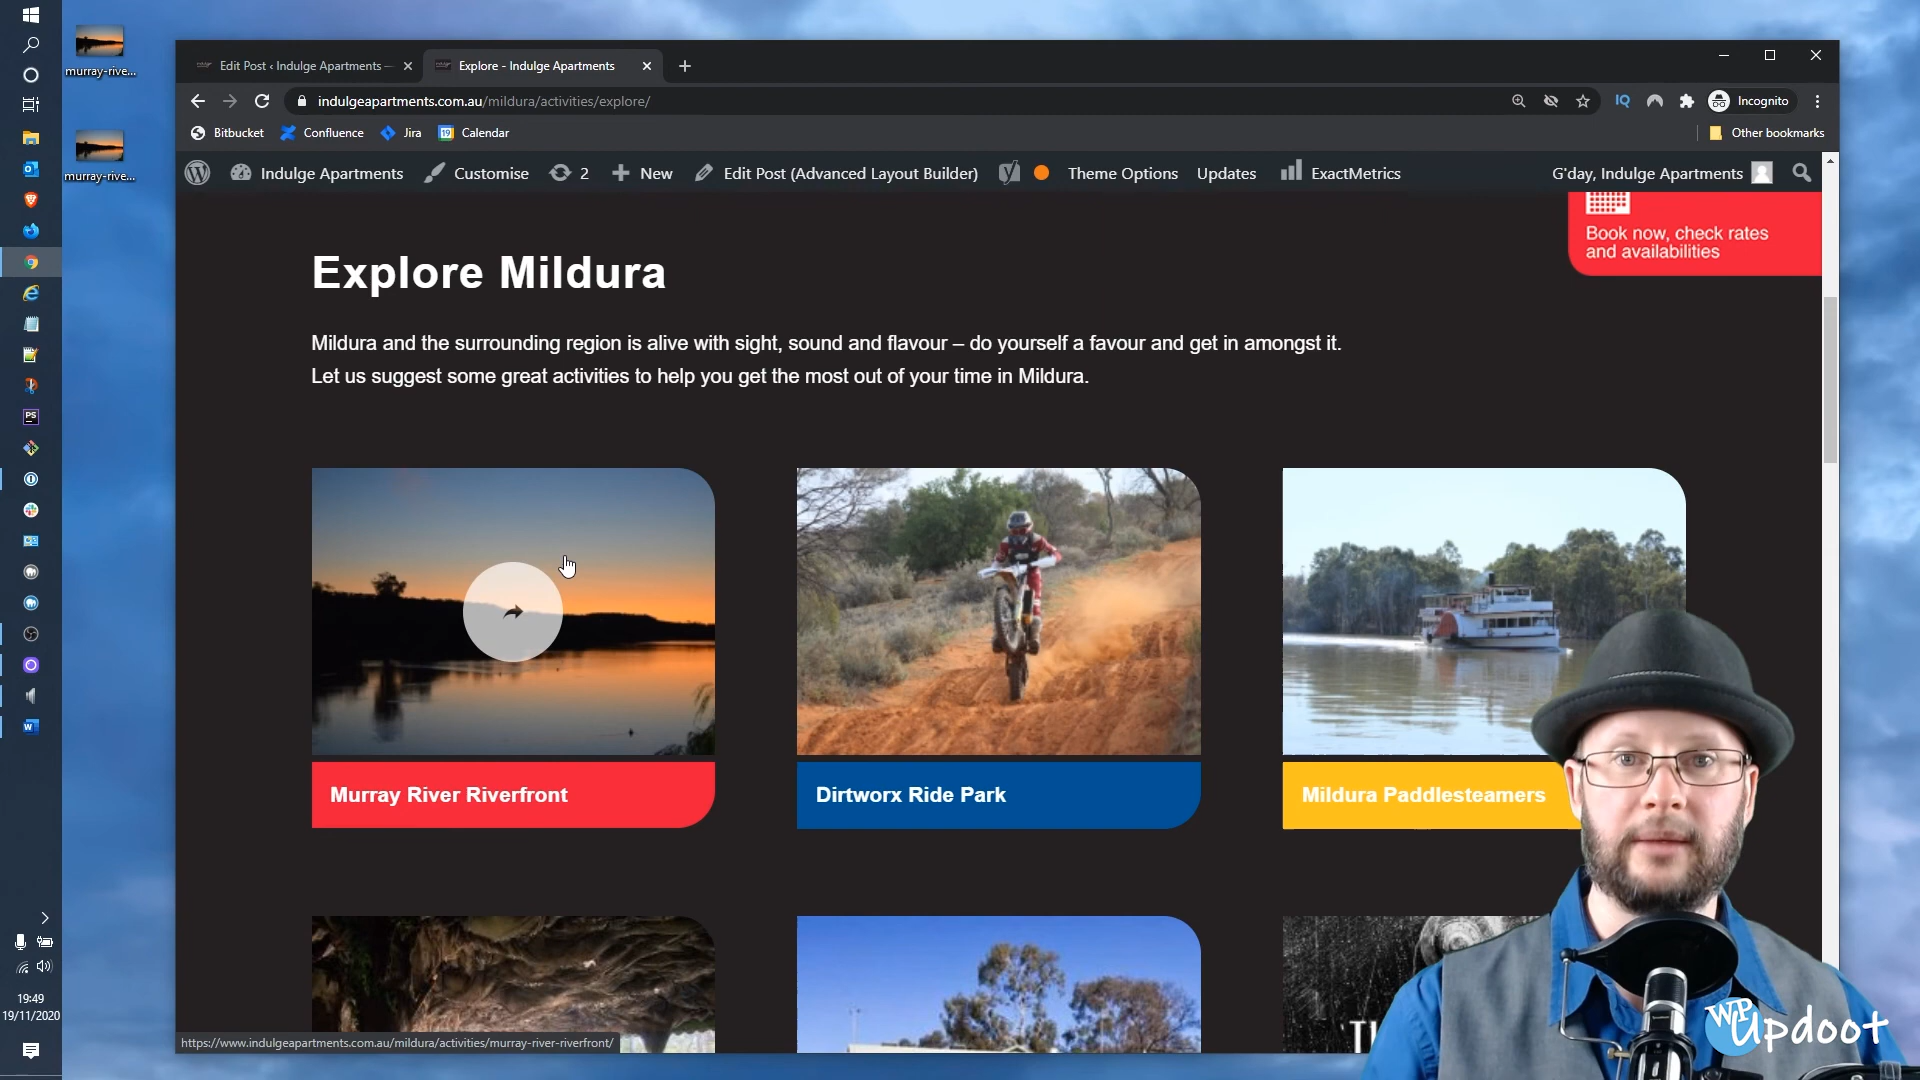 murray-rive...
murray-rive...
Edit Post ‹ Indulge Apartments —
Explore - Indulge Apartments
indulgeapartments.com.au/mildura/activities/explore/
IQ
Incognito
Bitbucket
Confluence
Jira
19
Calendar
Other bookmarks
Indulge Apartments
Customise
2
New
Edit Post (Advanced Layout Builder)
Theme Options
Updates
ExactMetrics
G'day, Indulge Apartments
Book now, check rates
and availabilities
Explore Mildura
Mildura and the surrounding region is alive with sight, sound and flavour – do yourself a favour and get in amongst it.
Let us suggest some great activities to help you get the most out of your time in Mildura.
Murray River Riverfront
Dirtworx Ride Park
Mildura Paddlesteamers
PS
19:49
19/11/2020
https://www.indulgeapartments.com.au/mildura/activities/murray-river-riverfront/
WP
Updoot